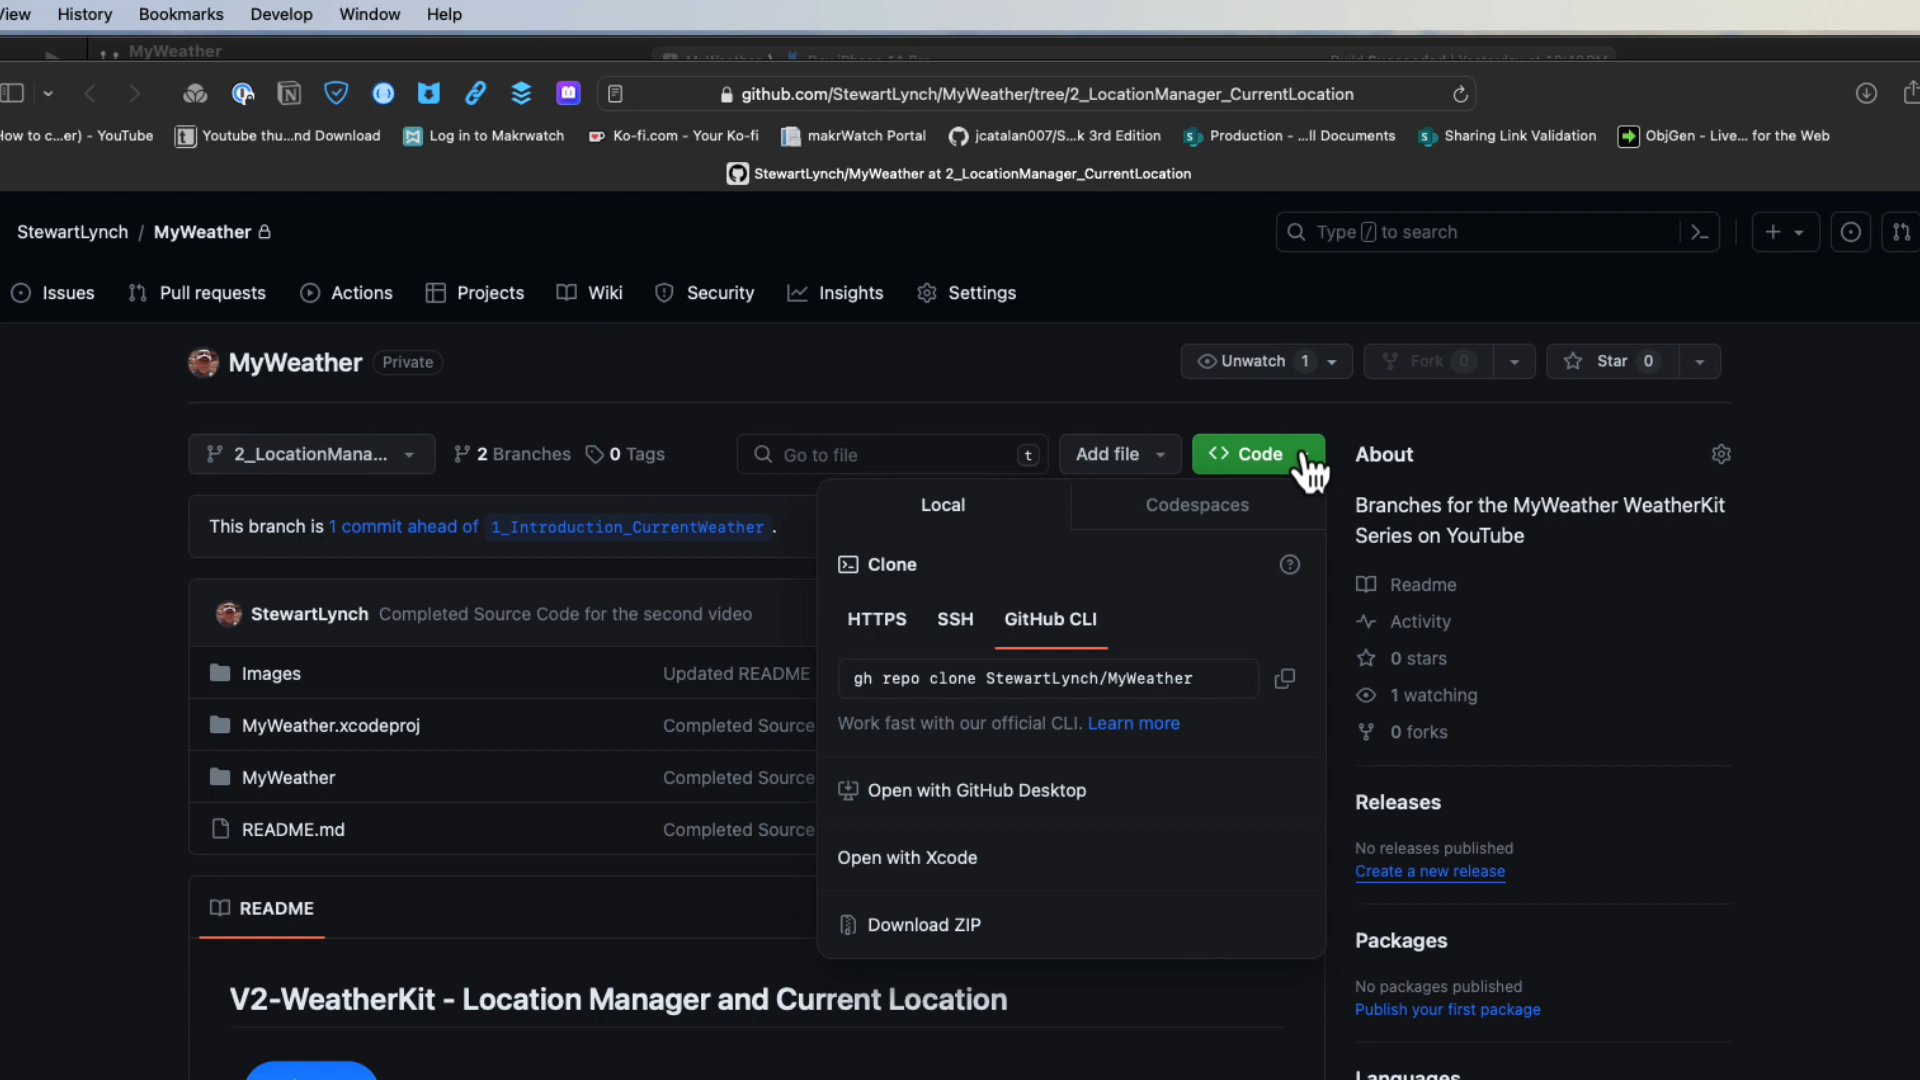 View History Bookmarks Develop Window Help
MyWeather
github.com/StewartLynch/MyWeather/tree/2_LocationManager_CurrentLocation
How to c...er) - YouTube Youtube thu...nd Download Log in to Makrwatch Ko-fi.com - Your Ko-fi makrWatch Portal jcatalan007/S...k 3rd Edition Production - ...ll Documents Sharing Link Validation ObjGen - Live... for the Web
StewartLynch/MyWeather at 2_LocationManager_CurrentLocation
StewartLynch / MyWeather Type / to search
Issues Pull requests Actions Projects Wiki Security Insights Settings
MyWeather Private Unwatch 1 Fork 0 Star 0
2_LocationMana... 2 Branches 0 Tags Go to file t Add file <> Code
This branch is 1 commit ahead of 1_Introduction_CurrentWeather .
StewartLynch Completed Source Code for the second video
Images Updated README
MyWeather.xcodeproj Completed Source
MyWeather Completed Source
README.md Completed Source
README
V2-WeatherKit - Location Manager and Current Location
Local Codespaces
Clone
HTTPS SSH GitHub CLI
gh repo clone StewartLynch/MyWeather
Work fast with our official CLI. Learn more
Open with GitHub Desktop
Open with Xcode
Download ZIP
About
Branches for the MyWeather WeatherKit
Series on YouTube
Readme
Activity
0 stars
1 watching
0 forks
Releases
No releases published
Create a new release
Packages
No packages published
Publish your first package
Languages